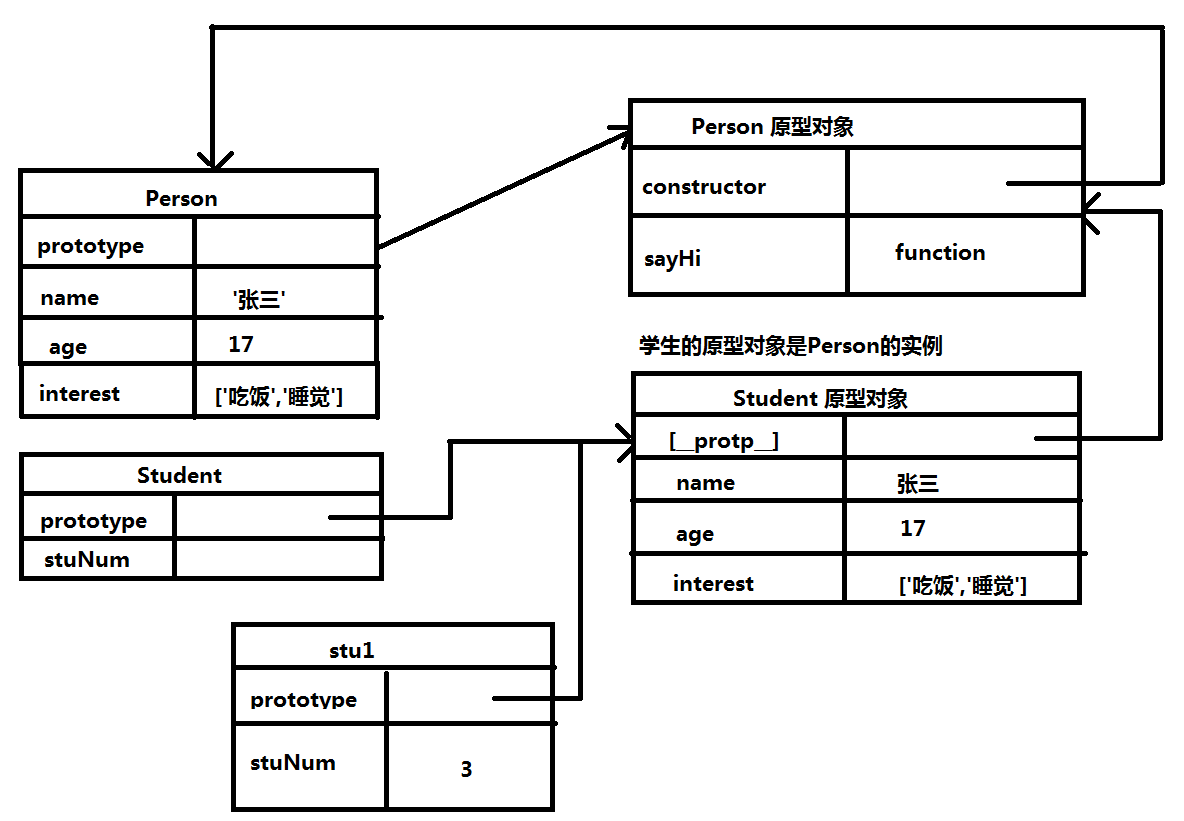 Person 原型对象
constructor
sayHi function
Person
prototype
name '张三'
age 17
interest ['吃饭','睡觉']
学生的原型对象是Person的实例
Student 原型对象
[__protp__]
name 张三
age 17
interest ['吃饭','睡觉']
Student
prototype
stuNum
stu1
prototype
stuNum 3